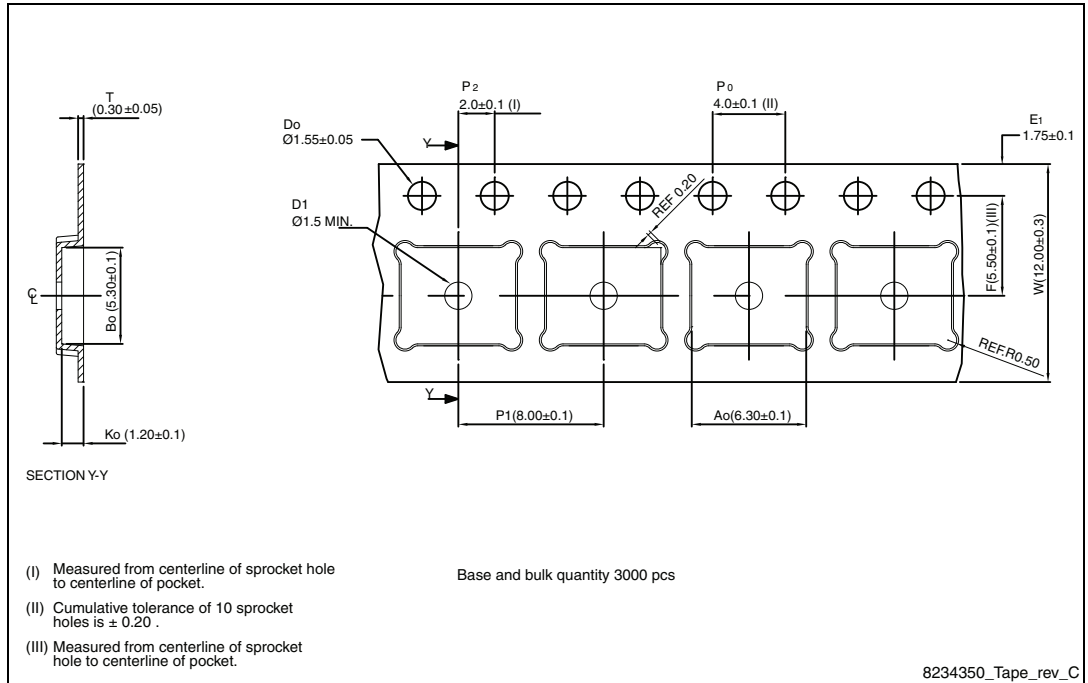 T
(0.30 ±0.05)
P2
2.0±0.1 (I)
P0
4.0±0.1 (II)
Do
Ø1.55±0.05
E1
1.75±0.1
Y
REF 0.20
D1
Ø1.5 MIN.
F(5.50±0.1)(III)
W(12.00±0.3)
CL
Bo (5.30±0.1)
REF.R0.50
Y
P1(8.00±0.1)
Ao(6.30±0.1)
Ko (1.20±0.1)
SECTION Y-Y
(I) Measured from centerline of sprocket hole
to centerline of pocket.
Base and bulk quantity 3000 pcs
(II) Cumulative tolerance of 10 sprocket
holes is ± 0.20 .
(III) Measured from centerline of sprocket
hole to centerline of pocket.
8234350_Tape_rev_C